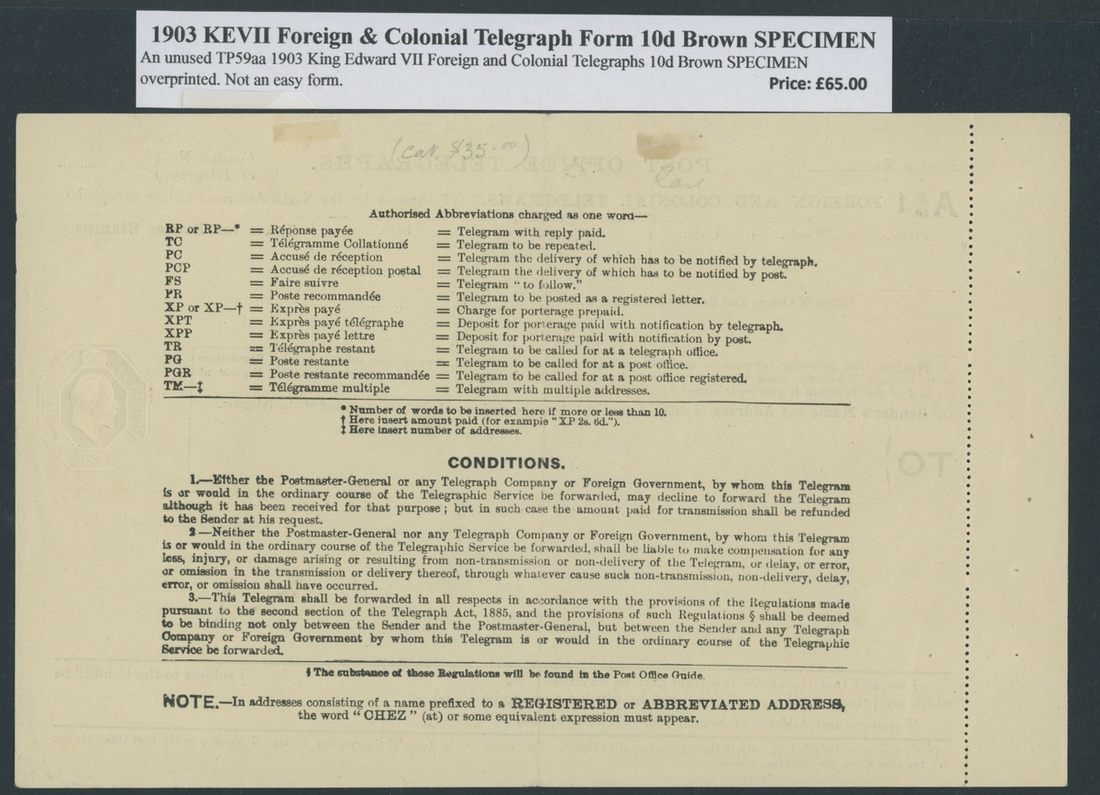 1903 KEVII Foreign & Colonial Telegraph Form 10d Brown SPECIMEN
An unused TP59aa 1903 King Edward VII Foreign and Colonial Telegraphs 10d Brown SPECIMEN
overprinted. Not an easy form.
Price: £65.00
(Cat $35.00)
Rare
Authorised Abbreviations charged as one word—
RP or RP—* = Réponse payée = Telegram with reply paid.
TC = Télégramme Collationné = Telegram to be repeated.
PC = Accusé de réception = Telegram the delivery of which has to be notified by telegraph.
PCP = Accusé de réception postal = Telegram the delivery of which has to be notified by post.
FS = Faire suivre = Telegram "to follow."
PR = Poste recommandée = Telegram to be posted as a registered letter.
XP or XP—† = Exprès payé = Charge for porterage prepaid.
XPT = Exprès payé télégraphe = Deposit for porterage paid with notification by telegraph.
XPP = Exprès payé lettre = Deposit for porterage paid with notification by post.
TR = Télégraphe restant = Telegram to be called for at a telegraph office.
PG = Poste restante = Telegram to be called for at a post office.
PGR = Poste restante recommandée = Telegram to be called for at a post office registered.
TM—‡ = Télégramme multiple = Telegram with multiple addresses.
* Number of words to be inserted here if more or less than 10.
† Here insert amount paid (for example "XP 2s. 6d.").
‡ Here insert number of addresses.
CONDITIONS.
1.—Either the Postmaster-General or any Telegraph Company or Foreign Government, by whom this Telegram
is or would in the ordinary course of the Telegraphic Service be forwarded, may decline to forward the Telegram
although it has been received for that purpose; but in such case the amount paid for transmission shall be refunded
to the Sender at his request.
2—Neither the Postmaster-General nor any Telegraph Company or Foreign Government, by whom this Telegram
is or would in the ordinary course of the Telegraphic Service be forwarded, shall be liable to make compensation for any
loss, injury, or damage arising or resulting from non-transmission or non-delivery of the Telegram, or delay, or error,
or omission in the transmission or delivery thereof, through whatever cause such non-transmission, non-delivery, delay,
error, or omission shall have occurred.
3.—This Telegram shall be forwarded in all respects in accordance with the provisions of the Regulations made
pursuant to the second section of the Telegraph Act, 1885, and the provisions of such Regulations § shall be deemed
to be binding not only between the Sender and the Postmaster-General, but between the Sender and any Telegraph
Company or Foreign Government by whom this Telegram is or would in the ordinary course of the Telegraphic
Service be forwarded.
§ The substance of these Regulations will be found in the Post Office Guide.
NOTE.—In addresses consisting of a name prefixed to a REGISTERED or ABBREVIATED ADDRESS,
the word "CHEZ" (at) or some equivalent expression must appear.